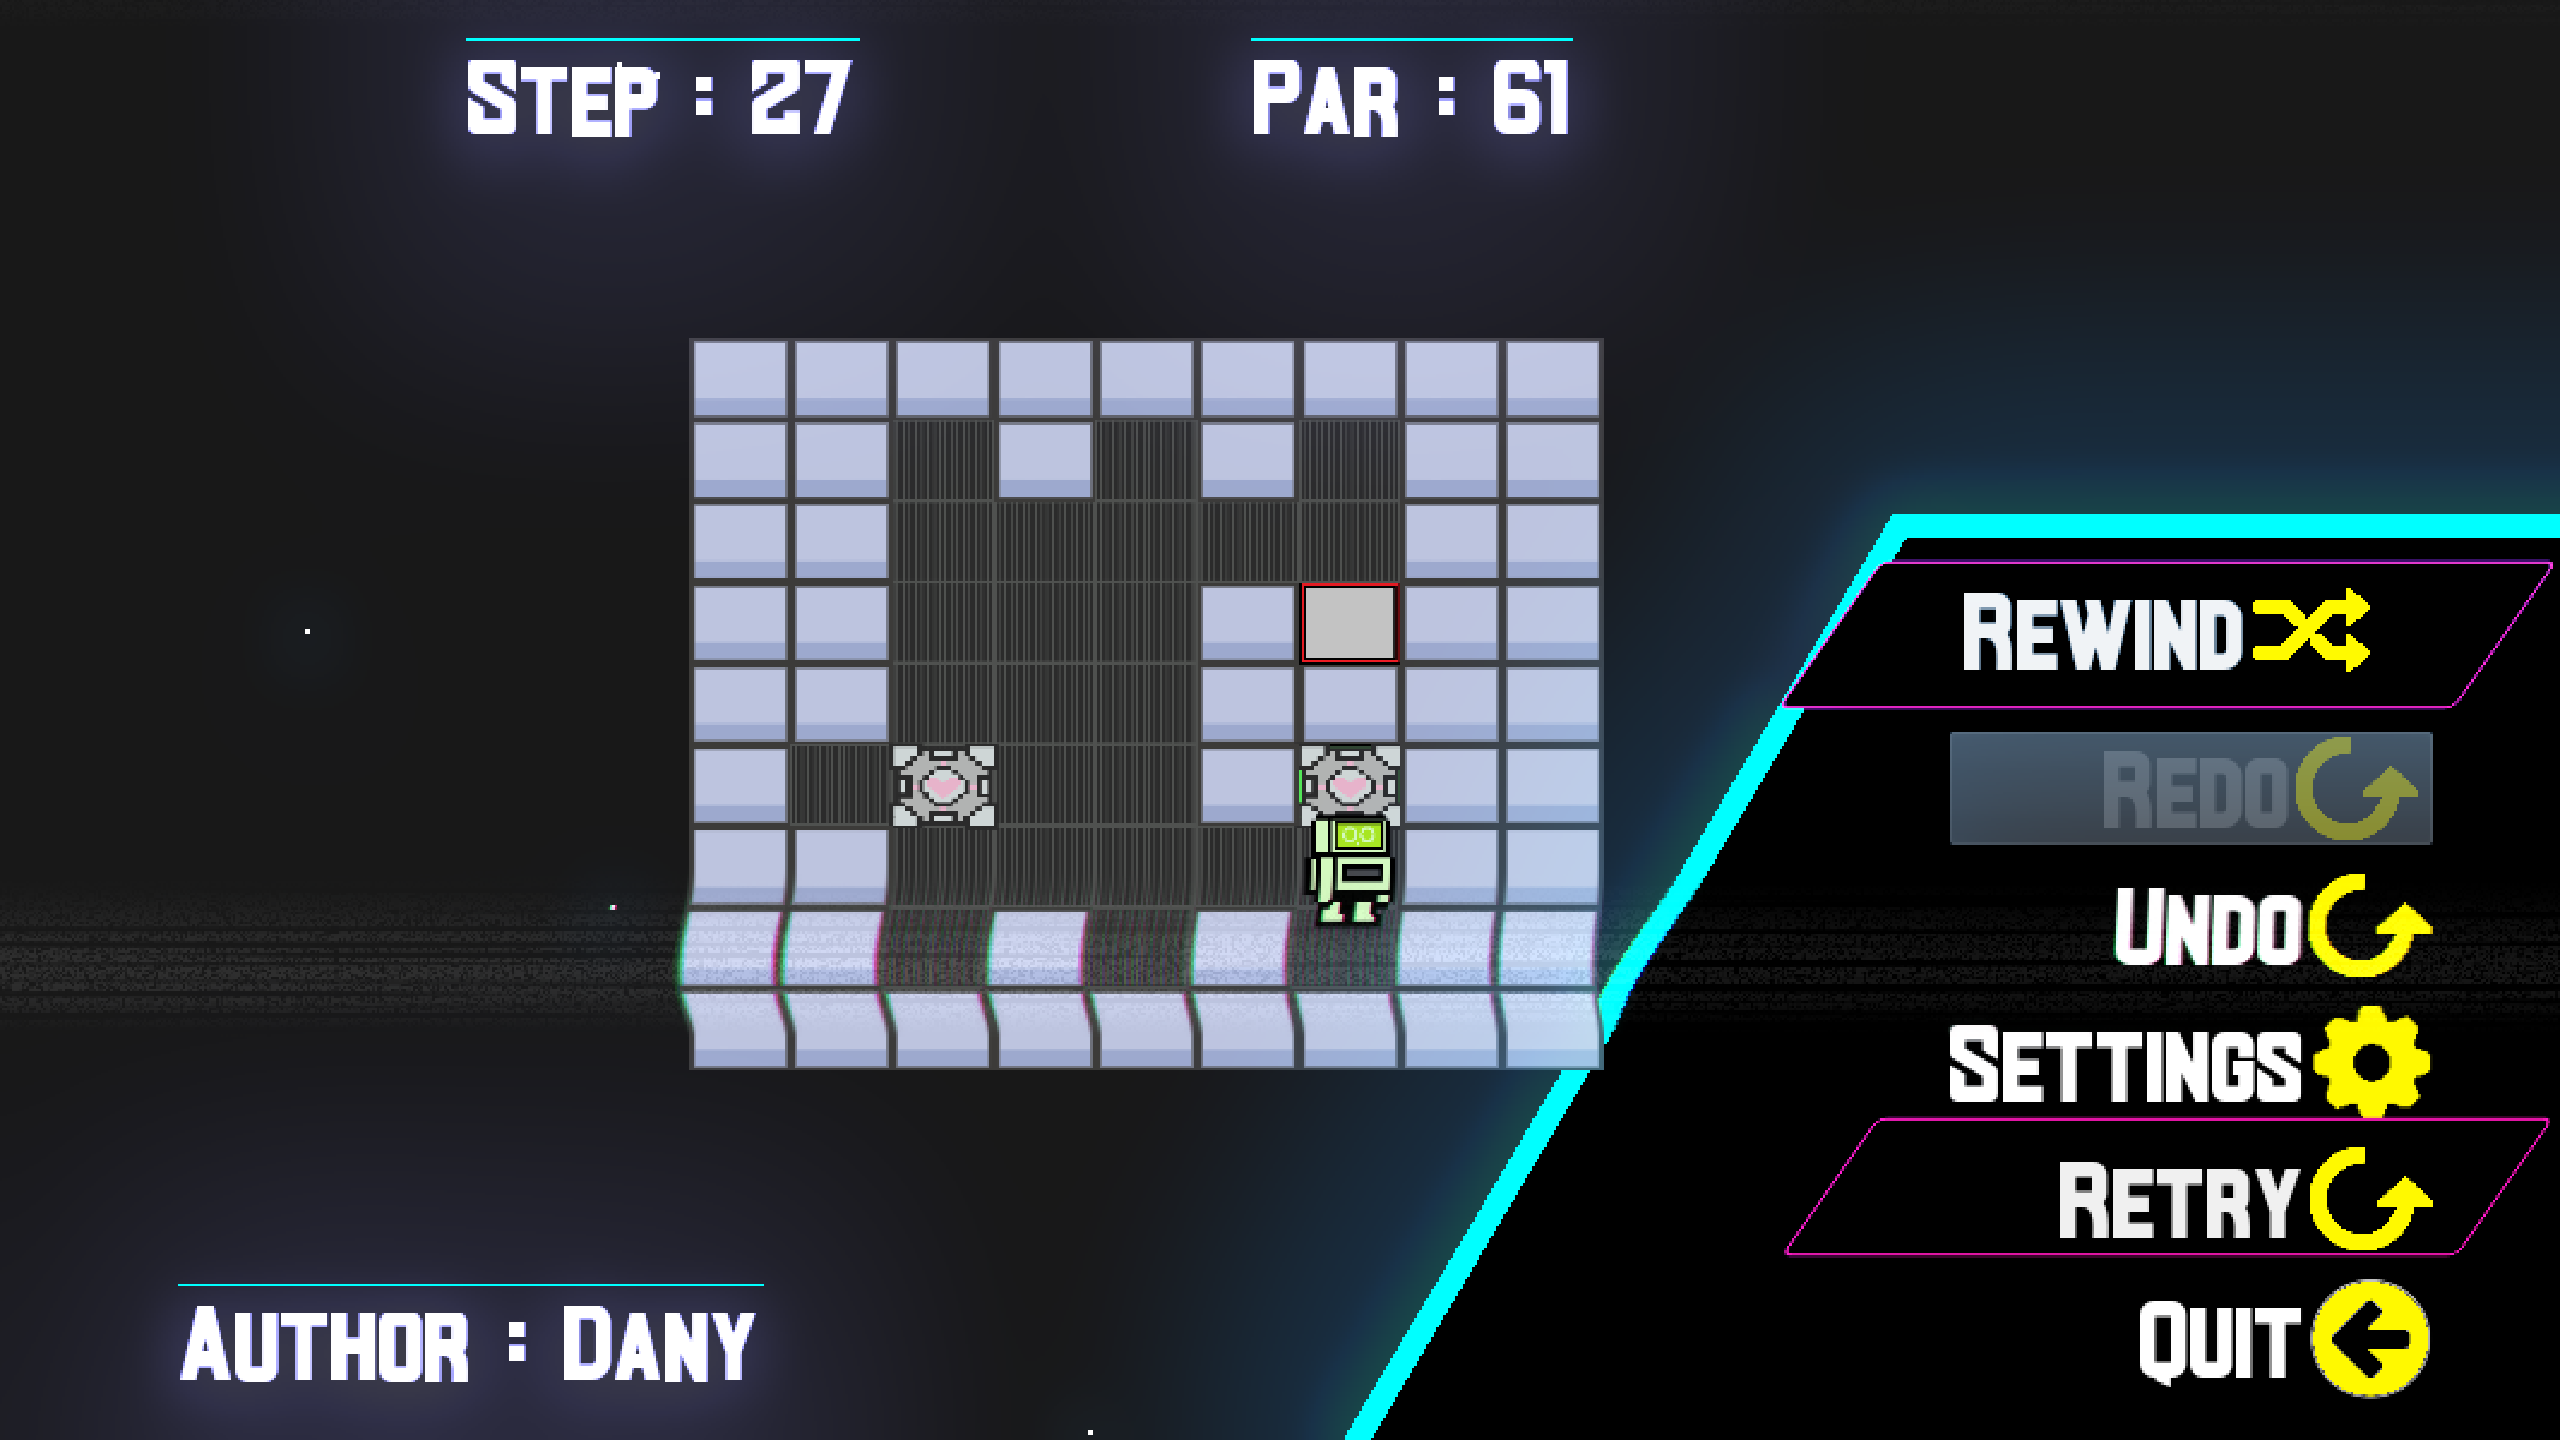 Step : 27
Par : 61
Rewind
Redo
Undo
Settings
Retry
Quit
Author : Dany